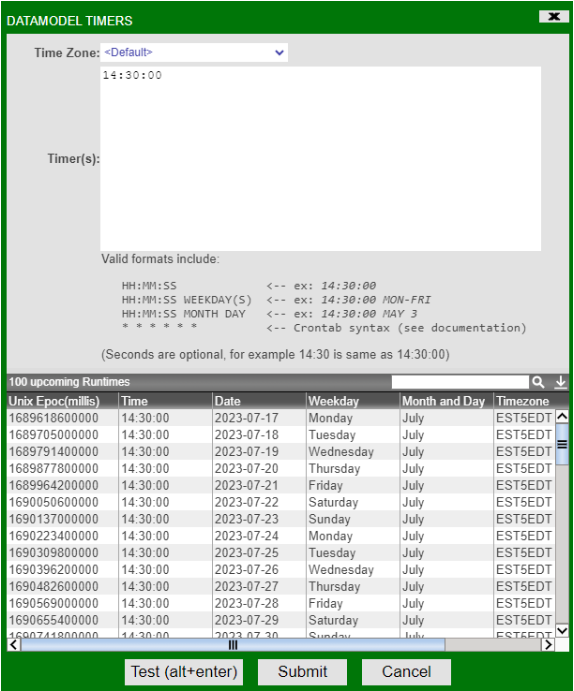 DATAMODEL TIMERS
X
Time Zone: <Default>
14:30:00
Timer(s):
Valid formats include:
HH:MM:SS <-- ex: 14:30:00
HH:MM:SS WEEKDAY(S) <-- ex: 14:30:00 MON-FRI
HH:MM:SS MONTH DAY <-- ex: 14:30:00 MAY 3
* * * * * * <-- Crontab syntax (see documentation)
(Seconds are optional, for example 14:30 is same as 14:30:00)
100 upcoming Runtimes
Unix Epoc(millis) Time Date Weekday Month and Day Timezone
1689618600000 14:30:00 2023-07-17 Monday July EST5EDT
1689705000000 14:30:00 2023-07-18 Tuesday July EST5EDT
1689791400000 14:30:00 2023-07-19 Wednesday July EST5EDT
1689877800000 14:30:00 2023-07-20 Thursday July EST5EDT
1689964200000 14:30:00 2023-07-21 Friday July EST5EDT
1690050600000 14:30:00 2023-07-22 Saturday July EST5EDT
1690137000000 14:30:00 2023-07-23 Sunday July EST5EDT
1690223400000 14:30:00 2023-07-24 Monday July EST5EDT
1690309800000 14:30:00 2023-07-25 Tuesday July EST5EDT
1690396200000 14:30:00 2023-07-26 Wednesday July EST5EDT
1690482600000 14:30:00 2023-07-27 Thursday July EST5EDT
1690569000000 14:30:00 2023-07-28 Friday July EST5EDT
1690655400000 14:30:00 2023-07-29 Saturday July EST5EDT
1690741800000 14:30:00 2023-07-30 Sunday July EST5EDT
Test (alt+enter) Submit Cancel